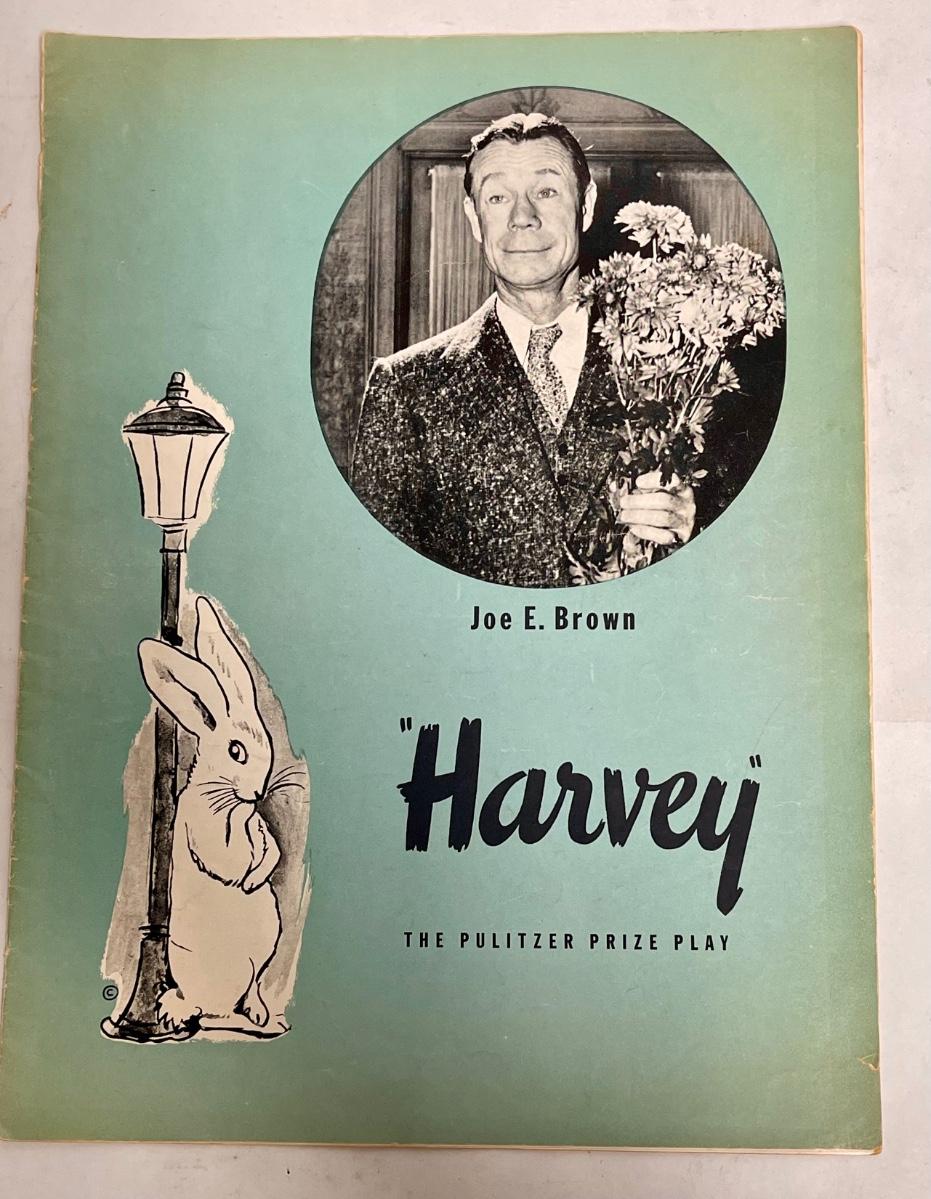 Joe E. Brown
"Harvey"
THE PULITZER PRIZE PLAY
©